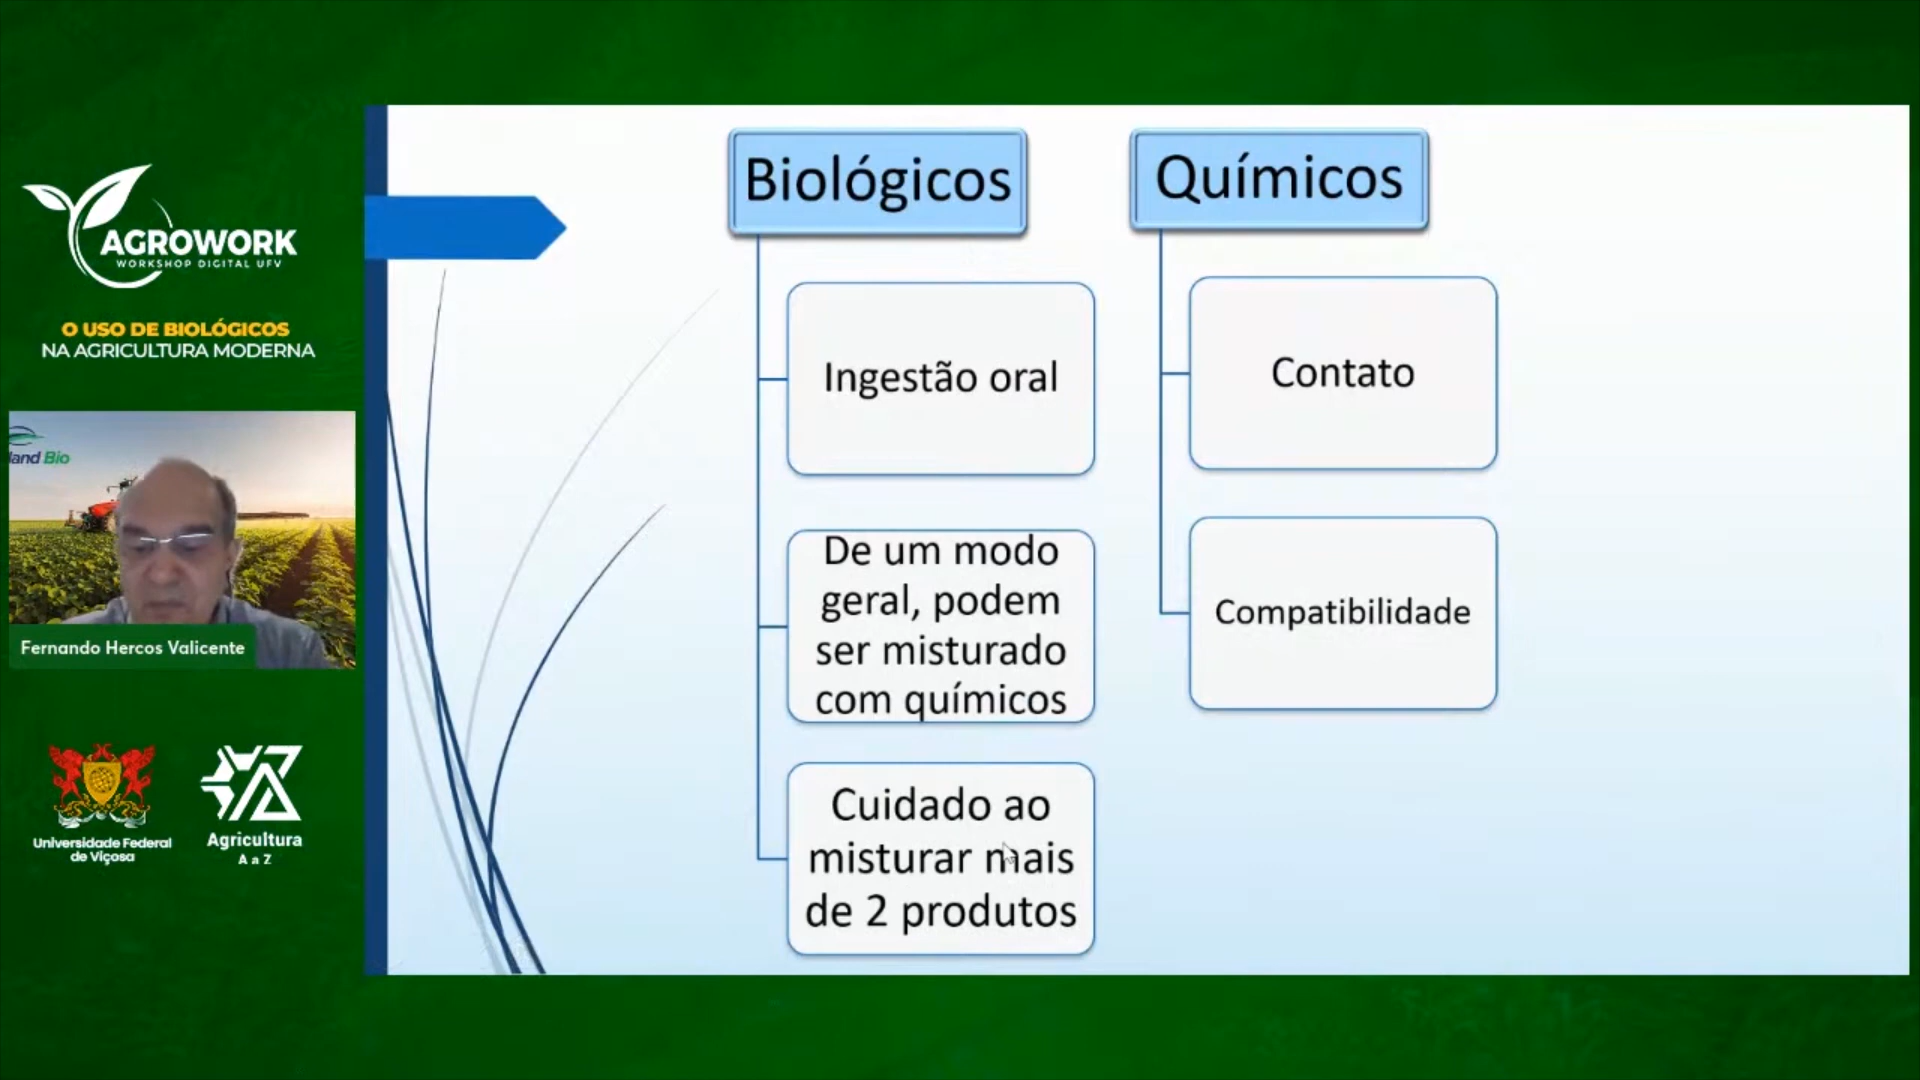 AGROWORK
WORKSHOP DIGITAL UFV
O USO DE BIOLÓGICOS
NA AGRICULTURA MODERNA
land Bio
Fernando Hercos Valicente
Universidade Federal
de Viçosa
Agricultura
A a Z
Biológicos
Ingestão oral
De um modo
geral, podem
ser misturado
com químicos
Cuidado ao
misturar mais
de 2 produtos
Químicos
Contato
Compatibilidade